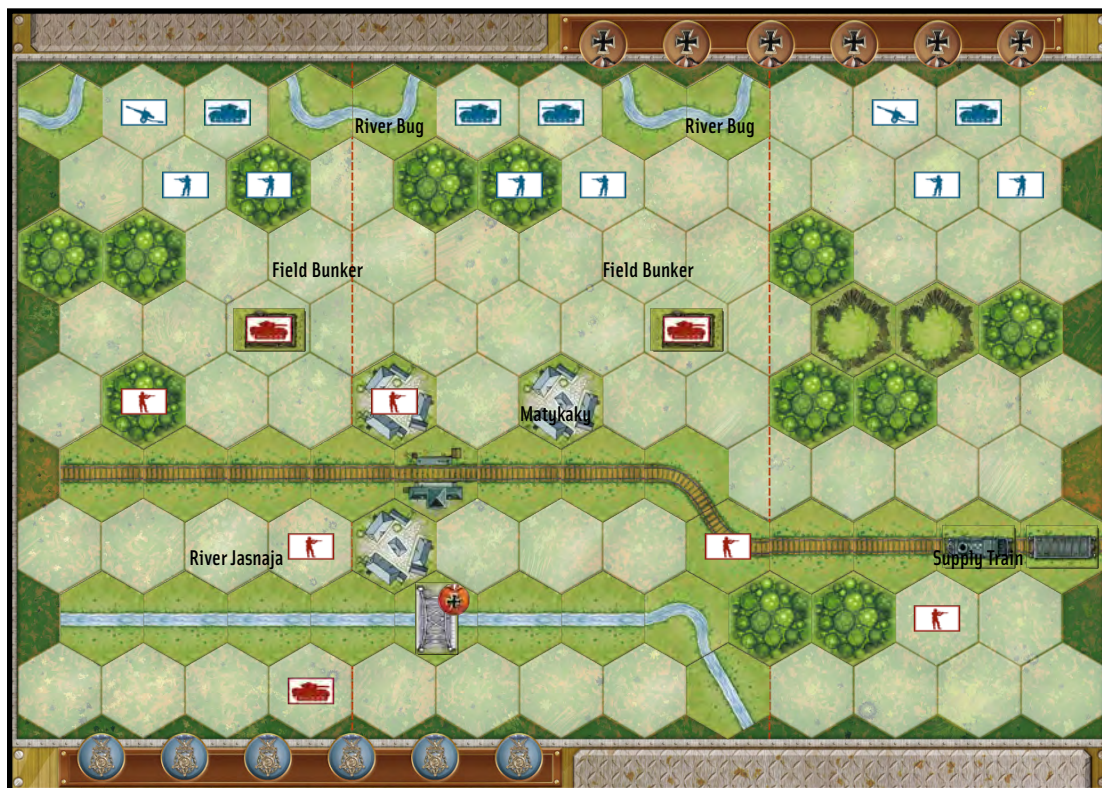 River Bug
River Bug
Field Bunker
Field Bunker
Matykaky
River Jasnaja
Supply Train